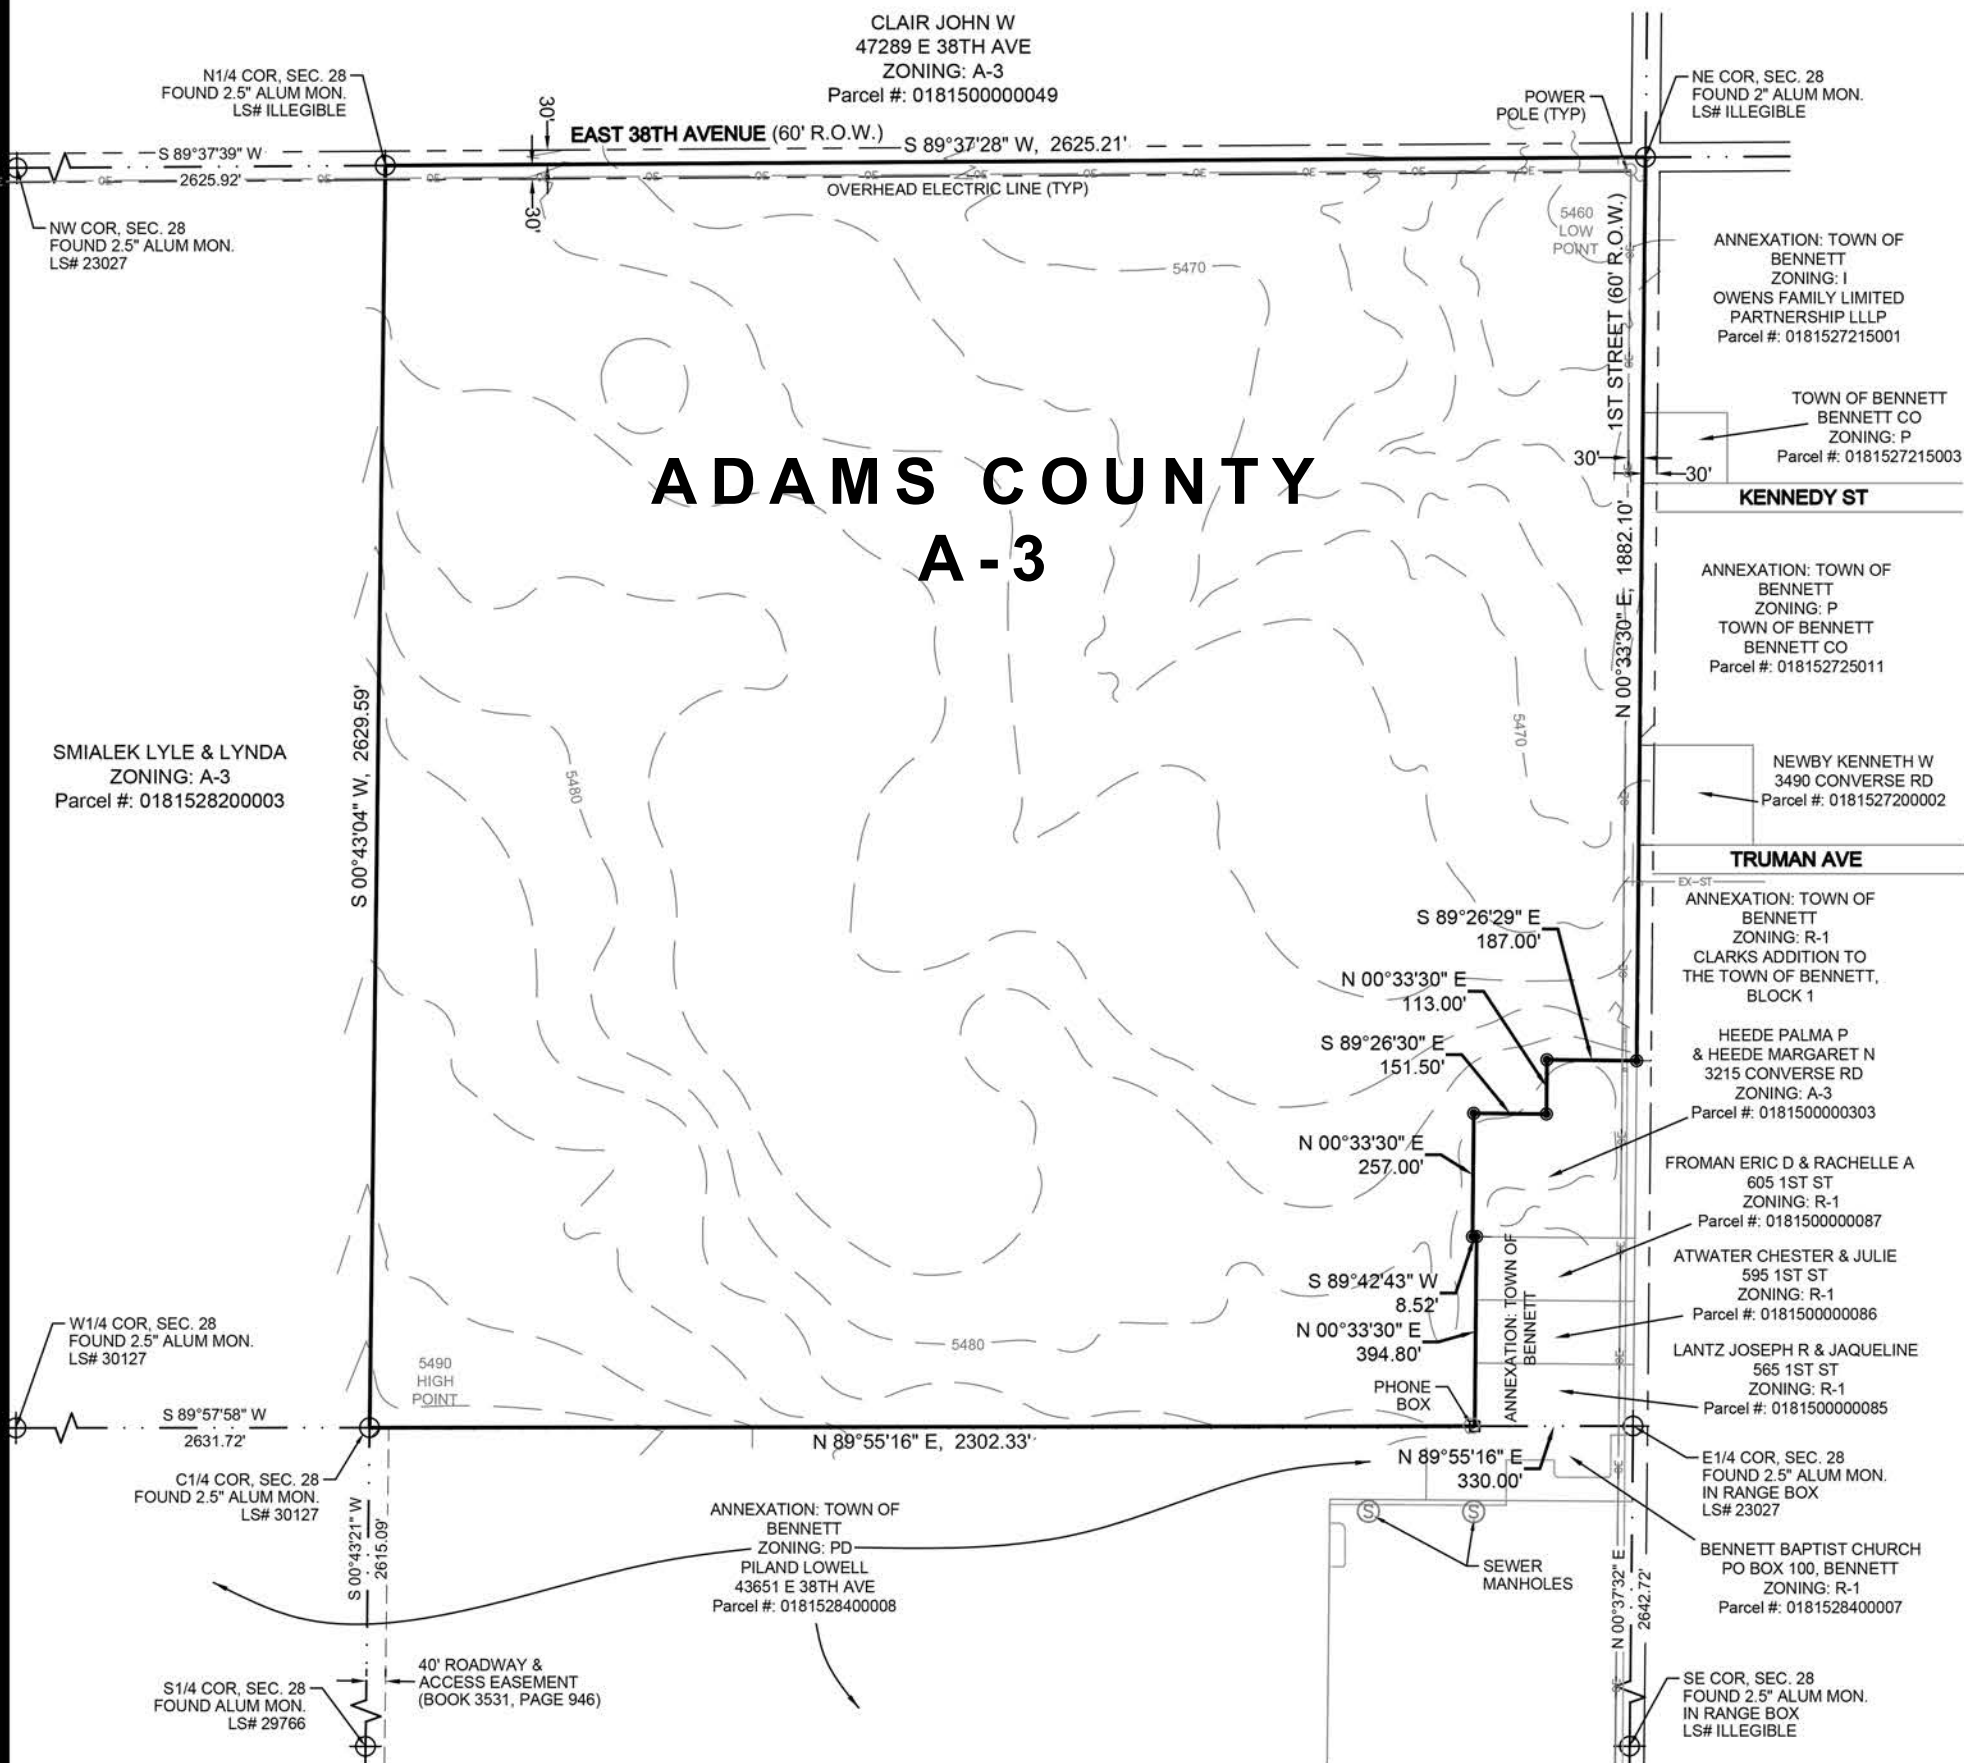 CLAIR JOHN W
47289 E 38TH AVE
ZONING: A-3
Parcel #: 0181500000049
N1/4 COR, SEC. 28
FOUND 2.5" ALUM MON.
LS# ILLEGIBLE
POWER
POLE (TYP)
NE COR, SEC. 28
FOUND 2" ALUM MON.
LS# ILLEGIBLE
30'
EAST 38TH AVENUE (60' R.O.W.)
S 89°37'28" W, 2625.21'
S 89°37'39" W
2625.92'
OE OE OE OE OE OE OE OE OE OE OE OE
OVERHEAD ELECTRIC LINE (TYP)
30'
NW COR, SEC. 28
FOUND 2.5" ALUM MON.
LS# 23027
5460
LOW
POINT
5470
1ST STREET (60' R.O.W.)
ANNEXATION: TOWN OF
BENNETT
ZONING: I
OWENS FAMILY LIMITED
PARTNERSHIP LLLP
Parcel #: 0181527215001
TOWN OF BENNETT
BENNETT CO
ZONING: P
Parcel #: 0181527215003
30'
30'
KENNEDY ST
ADAMS COUNTY
A-3
N 00°33'30" E, 1882.10'
ANNEXATION: TOWN OF
BENNETT
ZONING: P
TOWN OF BENNETT
BENNETT CO
Parcel #: 018152725011
S 00°43'04" W, 2629.59'
SMIALEK LYLE & LYNDA
ZONING: A-3
Parcel #: 0181528200003
5480
5470
NEWBY KENNETH W
3490 CONVERSE RD
Parcel #: 0181527200002
TRUMAN AVE
EX-ST
ANNEXATION: TOWN OF
BENNETT
ZONING: R-1
CLARKS ADDITION TO
THE TOWN OF BENNETT,
BLOCK 1
S 89°26'29" E
187.00'
N 00°33'30" E
113.00'
S 89°26'30" E
151.50'
HEEDE PALMA P
& HEEDE MARGARET N
3215 CONVERSE RD
ZONING: A-3
Parcel #: 0181500000303
N 00°33'30" E
257.00'
FROMAN ERIC D & RACHELLE A
605 1ST ST
ZONING: R-1
Parcel #: 0181500000087
S 89°42'43" W
8.52'
ANNEXATION: TOWN OF
BENNETT
ATWATER CHESTER & JULIE
595 1ST ST
ZONING: R-1
Parcel #: 0181500000086
N 00°33'30" E
394.80'
W1/4 COR, SEC. 28
FOUND 2.5" ALUM MON.
LS# 30127
5480
5490
HIGH
POINT
LANTZ JOSEPH R & JAQUELINE
565 1ST ST
ZONING: R-1
Parcel #: 0181500000085
PHONE
BOX
S 89°57'58" W
2631.72'
N 89°55'16" E, 2302.33'
N 89°55'16" E
330.00'
C1/4 COR, SEC. 28
FOUND 2.5" ALUM MON.
LS# 30127
E1/4 COR, SEC. 28
FOUND 2.5" ALUM MON.
IN RANGE BOX
LS# 23027
S 00°43'21" W
2615.09'
ANNEXATION: TOWN OF
BENNETT
ZONING: PD
PILAND LOWELL
43651 E 38TH AVE
Parcel #: 0181528400008
S S
SEWER
MANHOLES
BENNETT BAPTIST CHURCH
PO BOX 100, BENNETT
ZONING: R-1
Parcel #: 0181528400007
N 00°37'32" E
2642.72'
40' ROADWAY &
ACCESS EASEMENT
(BOOK 3531, PAGE 946)
S1/4 COR, SEC. 28
FOUND ALUM MON.
LS# 29766
SE COR, SEC. 28
FOUND 2.5" ALUM MON.
IN RANGE BOX
LS# ILLEGIBLE